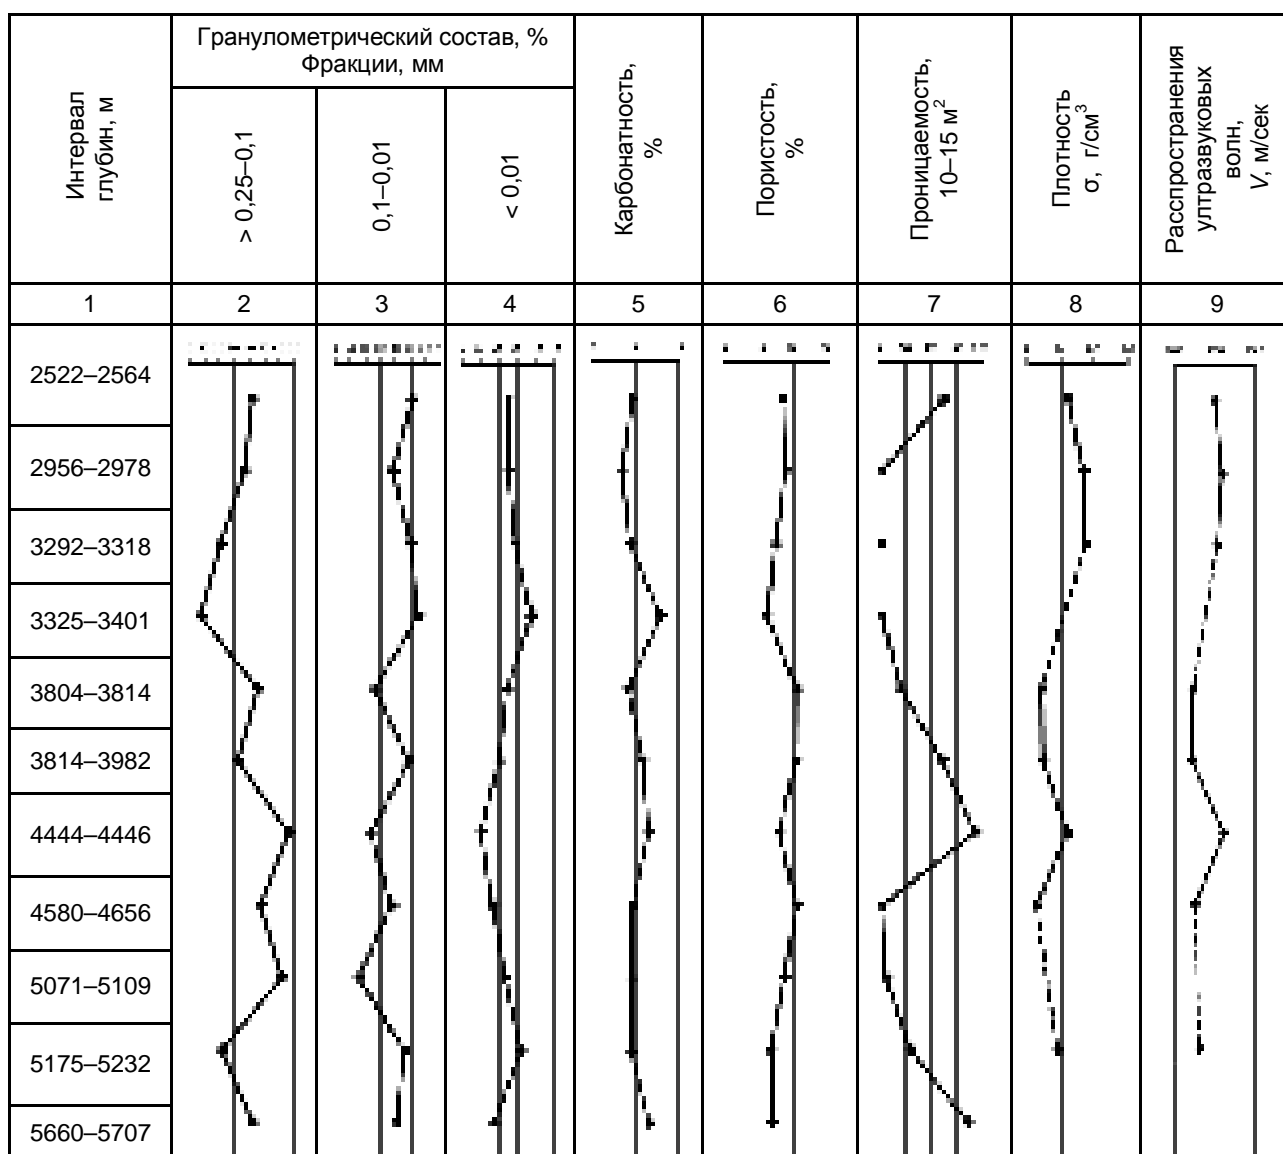 Интервал
глубин, м
Гранулометрический состав, %
Фракции, мм
> 0,25–0,1
0,1–0,01
< 0,01
Карбонатность,
%
Пористость,
%
Проницаемость,
10–15 м²
Плотность
σ, г/см³
Расспространения
ултразвуковых
волн,
V, м/сек
1 2 3 4 5 6 7 8 9
2522–2564
2956–2978
3292–3318
3325–3401
3804–3814
3814–3982
4444–4446
4580–4656
5071–5109
5175–5232
5660–5707